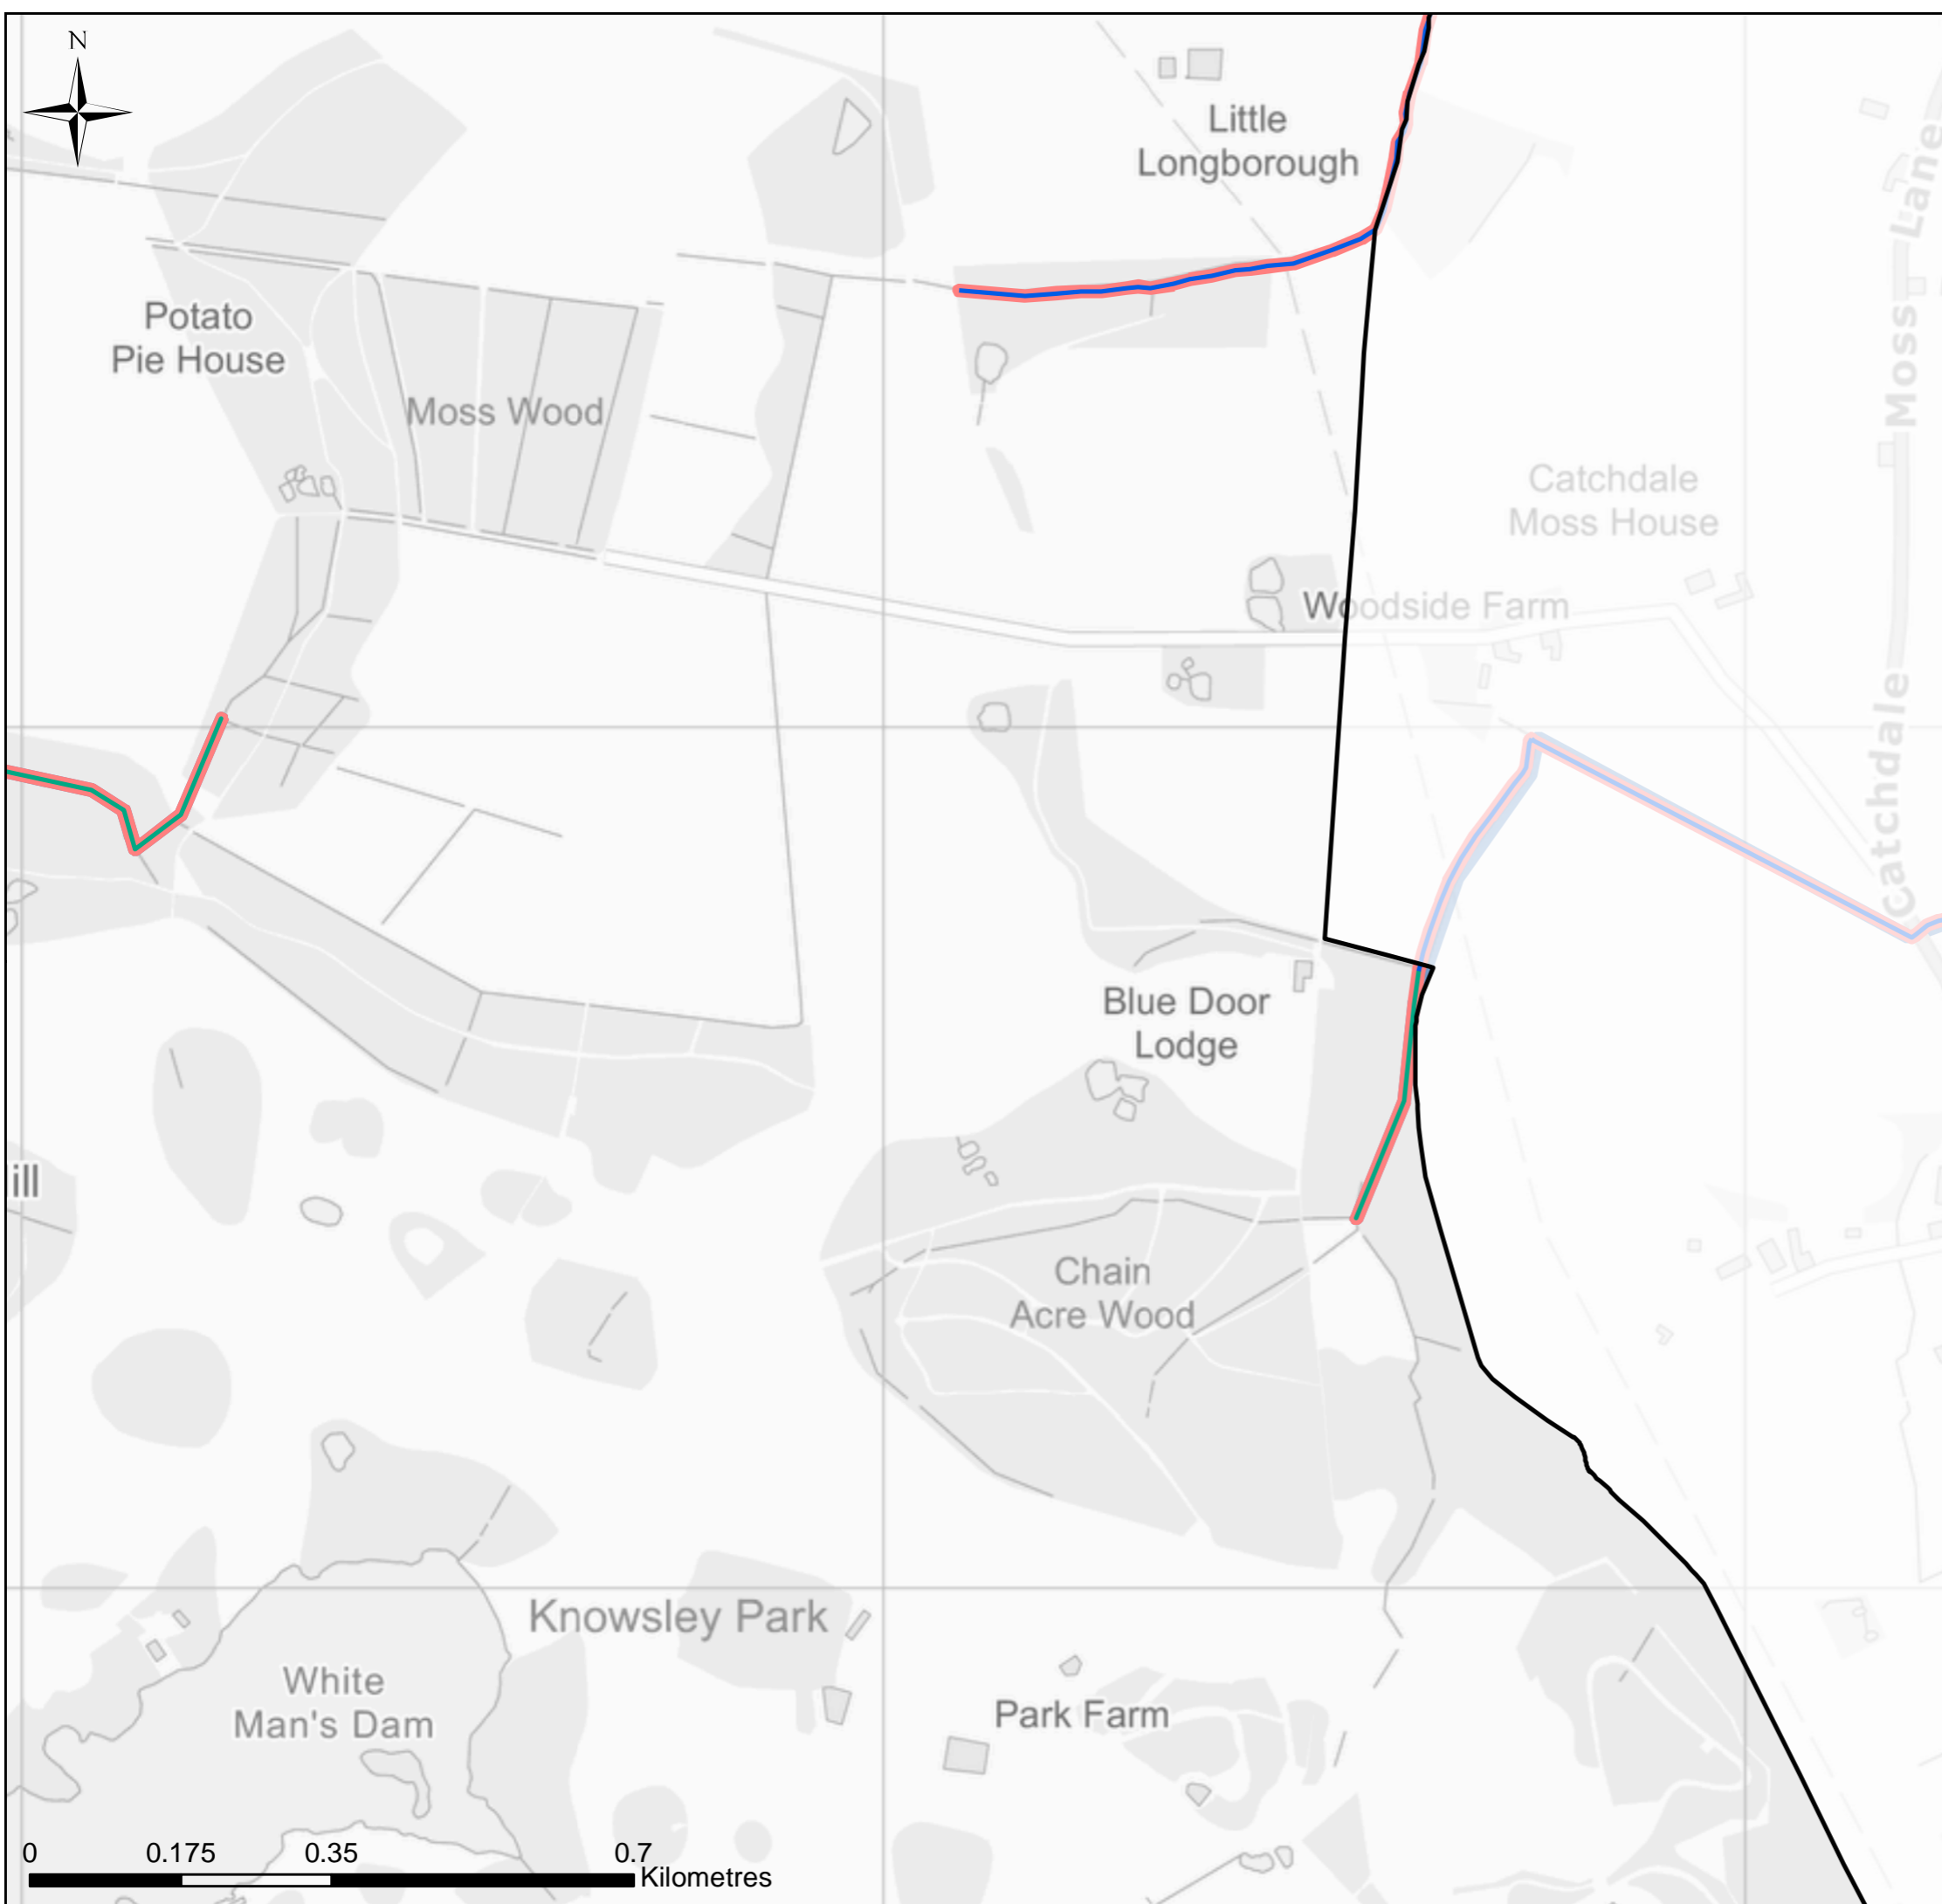 N
Little
Longborough
Moss Lane
Potato
Pie House
Moss Wood
Catchdale
Moss House
Woodside Farm
Catchdale
Blue Door
Lodge
ill
Chain
Acre Wood
Knowsley Park
White
Man's Dam
Park Farm
0 0.175 0.35 0.7
Kilometres